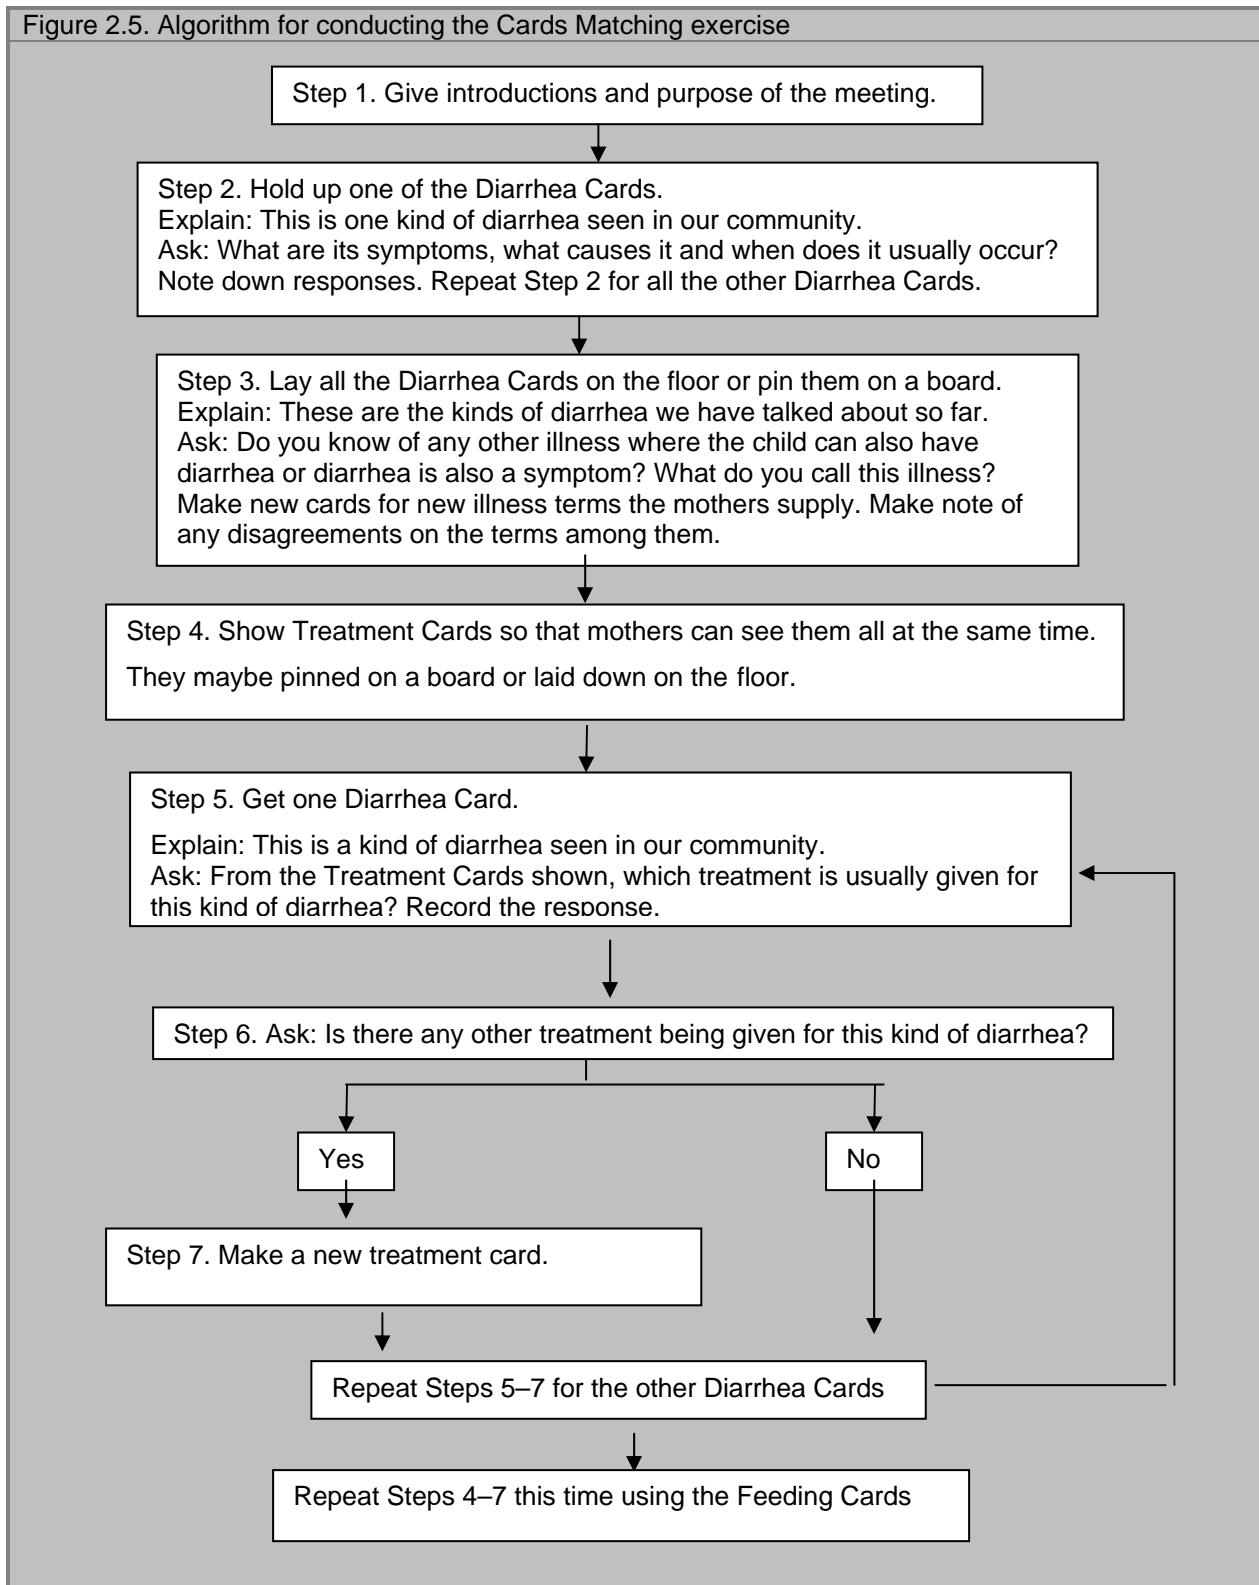 Figure 2.5. Algorithm for conducting the Cards Matching exercise
Step 1. Give introductions and purpose of the meeting.
Step 2. Hold up one of the Diarrhea Cards.
Explain: This is one kind of diarrhea seen in our community.
Ask: What are its symptoms, what causes it and when does it usually occur?
Note down responses. Repeat Step 2 for all the other Diarrhea Cards.
Step 3. Lay all the Diarrhea Cards on the floor or pin them on a board.
Explain: These are the kinds of diarrhea we have talked about so far.
Ask: Do you know of any other illness where the child can also have
diarrhea or diarrhea is also a symptom? What do you call this illness?
Make new cards for new illness terms the mothers supply. Make note of
any disagreements on the terms among them.
Step 4. Show Treatment Cards so that mothers can see them all at the same time.
They maybe pinned on a board or laid down on the floor.
Step 5. Get one Diarrhea Card.
Explain: This is a kind of diarrhea seen in our community.
Ask: From the Treatment Cards shown, which treatment is usually given for
this kind of diarrhea? Record the response.
Step 6. Ask: Is there any other treatment being given for this kind of diarrhea?
Yes
No
Step 7. Make a new treatment card.
Repeat Steps 5–7 for the other Diarrhea Cards
Repeat Steps 4–7 this time using the Feeding Cards